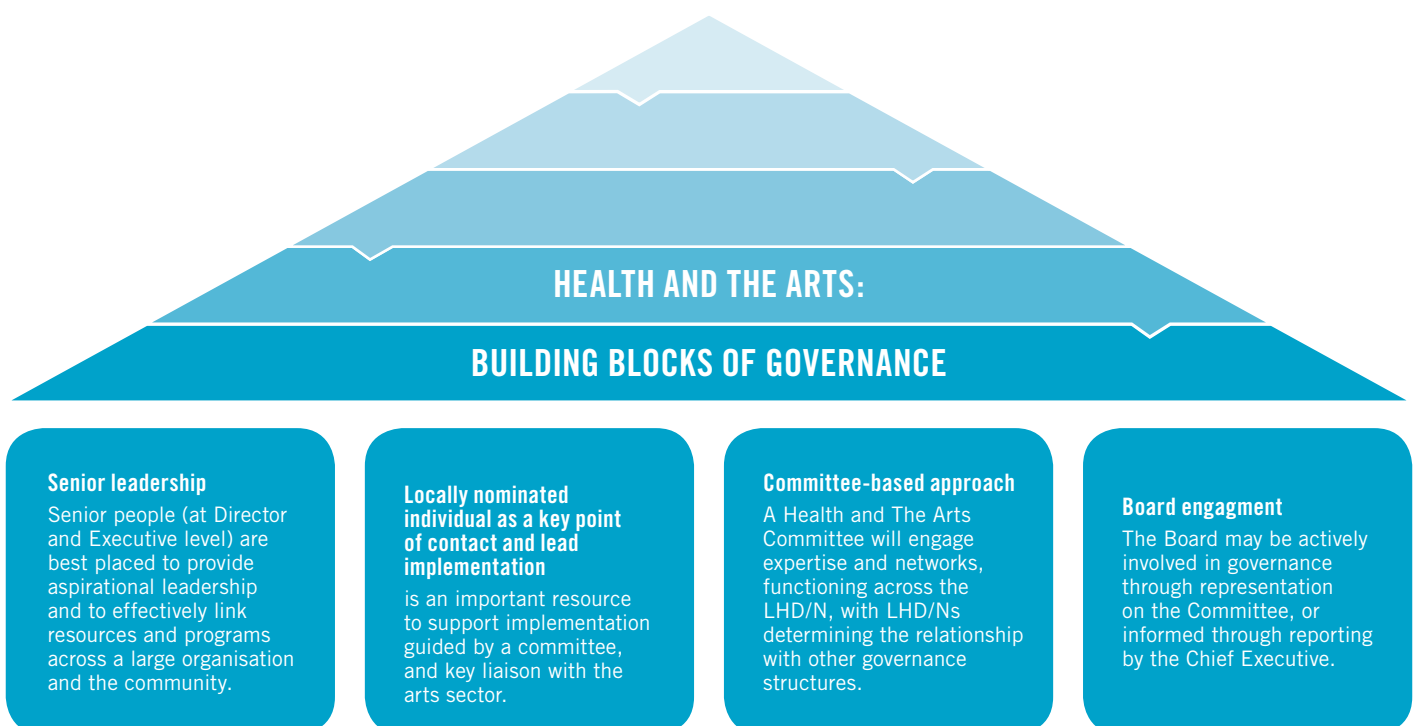 HEALTH AND THE ARTS:
BUILDING BLOCKS OF GOVERNANCE
Senior leadership
Senior people (at Director
and Executive level) are
best placed to provide
aspirational leadership
and to effectively link
resources and programs
across a large organisation
and the community.
Locally nominated
individual as a key point
of contact and lead
implementation
is an important resource
to support implementation
guided by a committee,
and key liaison with the
arts sector.
Committee-based approach
A Health and The Arts
Committee will engage
expertise and networks,
functioning across the
LHD/N, with LHD/Ns
determining the relationship
with other governance
structures.
Board engagment
The Board may be actively
involved in governance
through representation
on the Committee, or
informed through reporting
by the Chief Executive.